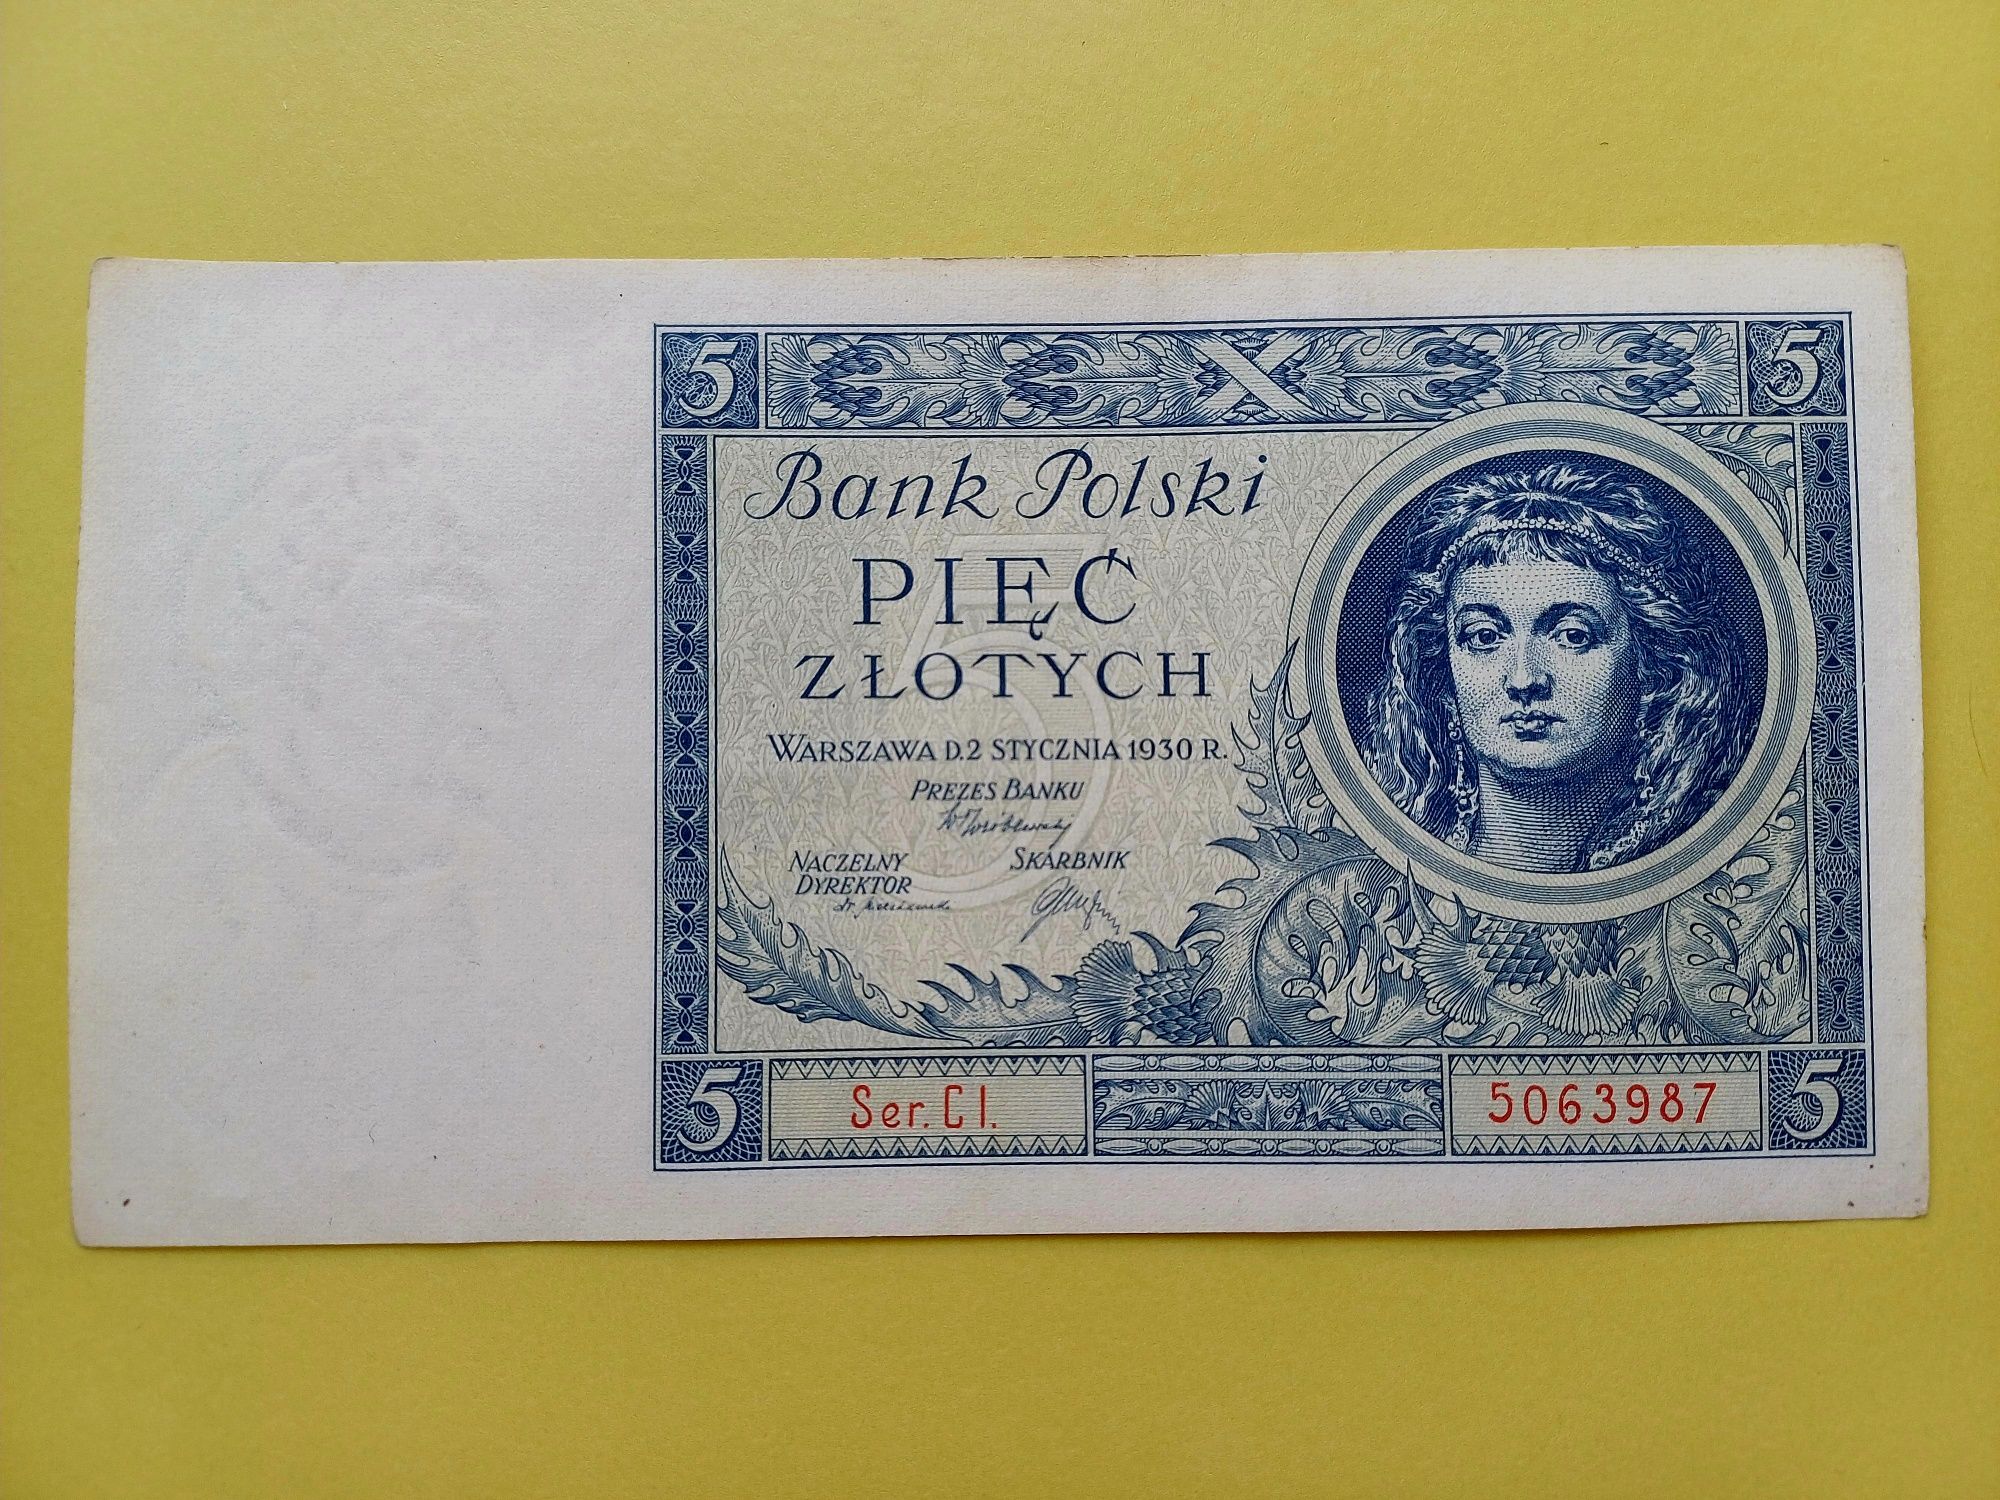 5 5
Bank Polski
PIĘĆ
ZŁOTYCH
WARSZAWA D.2 STYCZNIA 1930 R.
PREZES BANKU
NACZELNY SKARBNIK
DYREKTOR
5 Ser. C I. 5063987 5